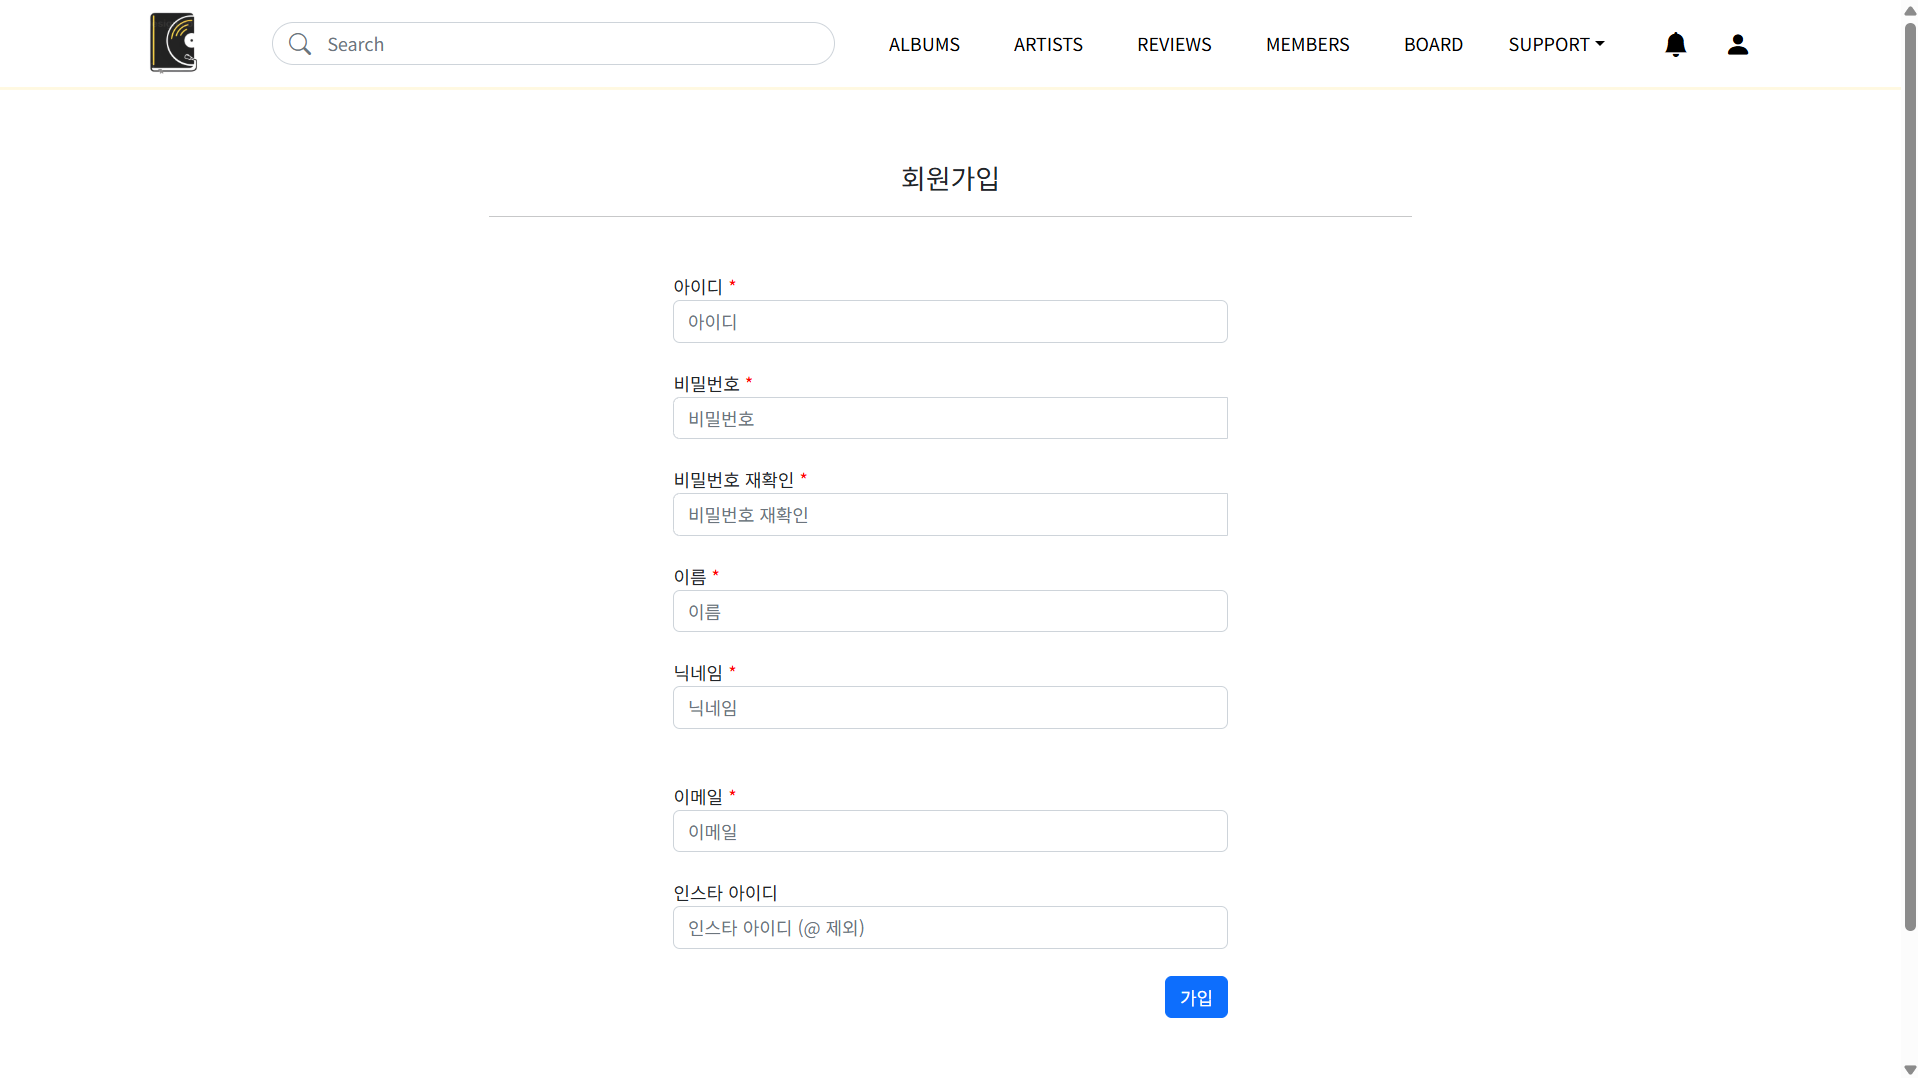 Search
ALBUMS ARTISTS REVIEWS MEMBERS BOARD SUPPORT
회원가입
아이디 *
아이디
비밀번호 *
비밀번호
비밀번호 재확인 *
비밀번호 재확인
이름 *
이름
닉네임 *
닉네임
이메일 *
이메일
인스타 아이디
인스타 아이디 (@ 제외)
가입